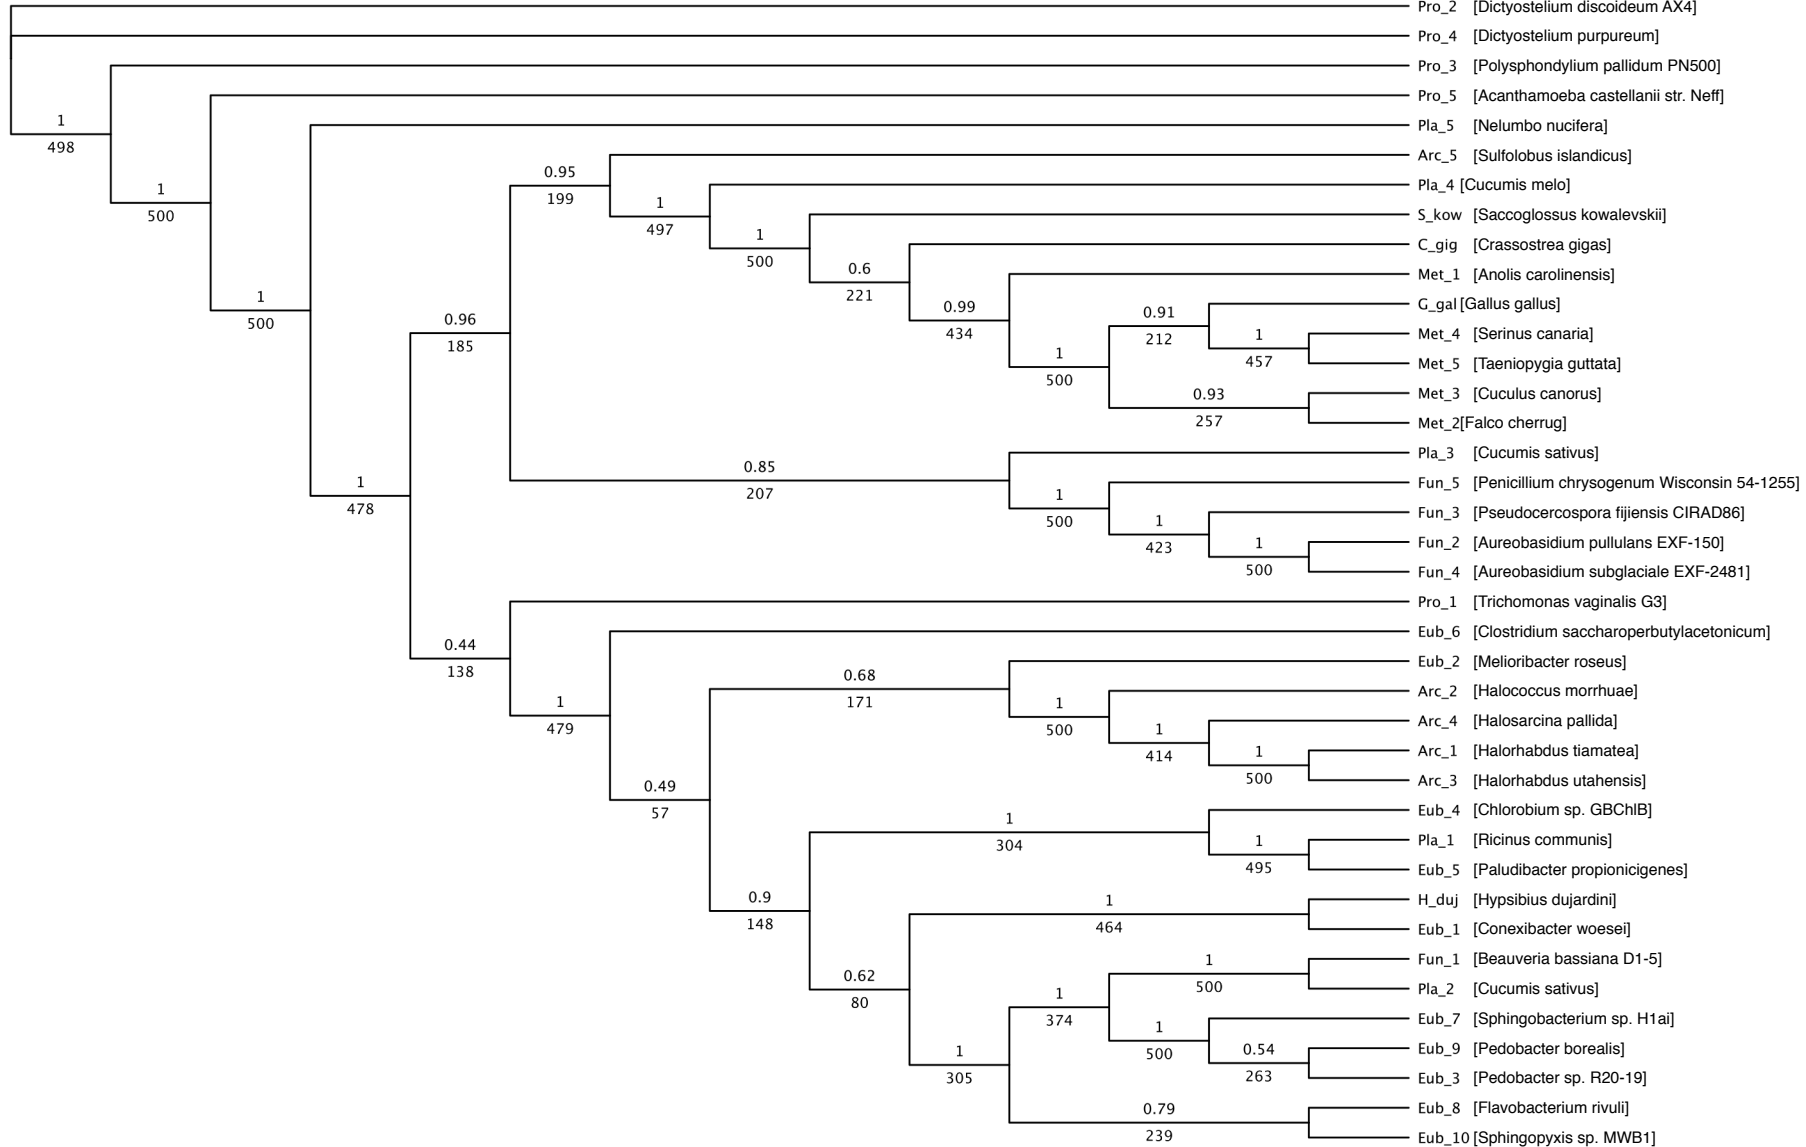 Pro_2 [Dictyostelium discoideum AX4]
Pro_4 [Dictyostelium purpureum]
Pro_3 [Polysphondylium pallidum PN500]
Pro_5 [Acanthamoeba castellanii str. Neff]
1
498
Pla_5 [Nelumbo nucifera]
Arc_5 [Sulfolobus islandicus]
0.95
199
1
500
Pla_4 [Cucumis melo]
1
497
S_kow [Saccoglossus kowalevskii]
1
500
C_gig [Crassostrea gigas]
0.6
221
Met_1 [Anolis carolinensis]
1
500
G_gal [Gallus gallus]
0.99
434
0.91
212
0.96
185
Met_4 [Serinus canaria]
1
457
Met_5 [Taeniopygia guttata]
1
500
Met_3 [Cuculus canorus]
0.93
257
Met_2 [Falco cherrug]
Pla_3 [Cucumis sativus]
0.85
207
1
478
Fun_5 [Penicillium chrysogenum Wisconsin 54-1255]
1
500
Fun_3 [Pseudocercospora fijiensis CIRAD86]
1
423
Fun_2 [Aureobasidium pullulans EXF-150]
1
500
Fun_4 [Aureobasidium subglaciale EXF-2481]
Pro_1 [Trichomonas vaginalis G3]
Eub_6 [Clostridium saccharoperbutylacetonicum]
0.44
138
Eub_2 [Melioribacter roseus]
0.68
171
Arc_2 [Halococcus morrhuae]
1
479
1
500
Arc_4 [Halosarcina pallida]
1
414
Arc_1 [Halorhabdus tiamatea]
1
500
Arc_3 [Halorhabdus utahensis]
0.49
57
Eub_4 [Chlorobium sp. GBChlB]
1
304
Pla_1 [Ricinus communis]
1
495
Eub_5 [Paludibacter propionicigenes]
0.9
148
H_duj [Hypsibius dujardini]
1
464
Eub_1 [Conexibacter woesei]
Fun_1 [Beauveria bassiana D1-5]
1
500
0.62
80
Pla_2 [Cucumis sativus]
1
374
Eub_7 [Sphingobacterium sp. H1ai]
1
500
Eub_9 [Pedobacter borealis]
0.54
263
1
305
Eub_3 [Pedobacter sp. R20-19]
Eub_8 [Flavobacterium rivuli]
0.79
239
Eub_10 [Sphingopyxis sp. MWB1]